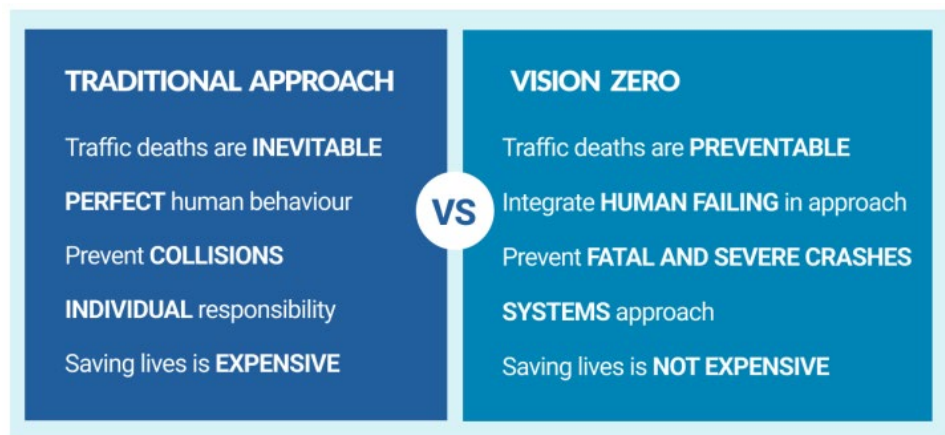 TRADITIONAL APPROACH
Traffic deaths are INEVITABLE
PERFECT human behaviour
Prevent COLLISIONS
INDIVIDUAL responsibility
Saving lives is EXPENSIVE
VS
VISION ZERO
Traffic deaths are PREVENTABLE
Integrate HUMAN FAILING in approach
Prevent FATAL AND SEVERE CRASHES
SYSTEMS approach
Saving lives is NOT EXPENSIVE